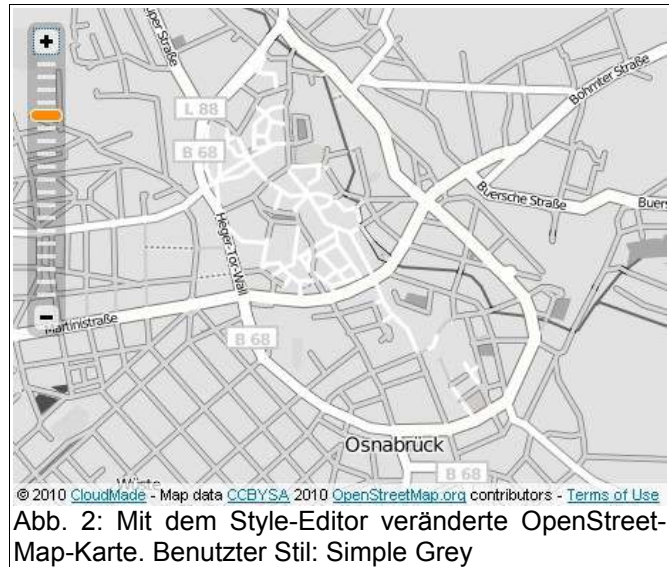 +
uper Straße
L 88
B 68
Bohmter Straße
Buersche Straße
Buers
Heger-Tor-Wall
–
Martinistraße
B 68
Osnabrück
B 68
Wüste
© 2010 CloudMade - Map data CCBYSA 2010 OpenStreetMap.org contributors - Terms of Use
Abb. 2: Mit dem Style-Editor veränderte OpenStreet-
Map-Karte. Benutzter Stil: Simple Grey